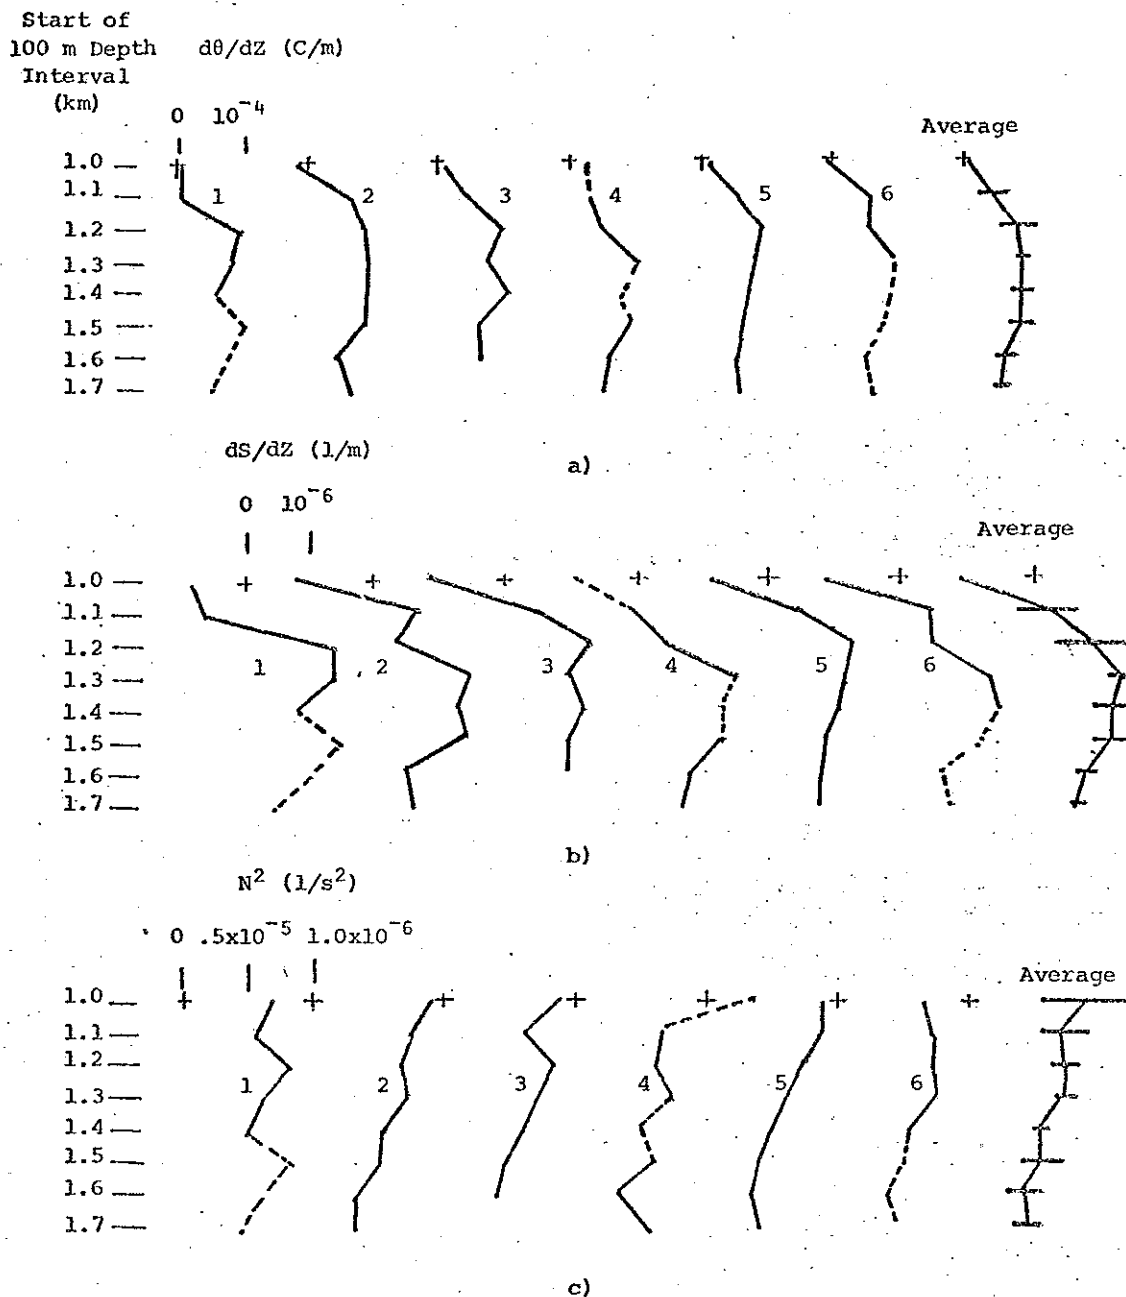 Start of
100 m Depth dθ/dZ (C/m)
Interval
(km)
0 10⁻⁴
Average
1.0
1.1
1.2
1.3
1.4
1.5
1.6
1.7
1 2 3 4 5 6
a)
dS/dZ (1/m)
0 10⁻⁶
Average
1.0
1.1
1.2
1.3
1.4
1.5
1.6
1.7
1 2 3 4 5 6
b)
N² (1/s²)
0 .5x10⁻⁵ 1.0x10⁻⁶
Average
1.0
1.1
1.2
1.3
1.4
1.5
1.6
1.7
1 2 3 4 5 6
c)